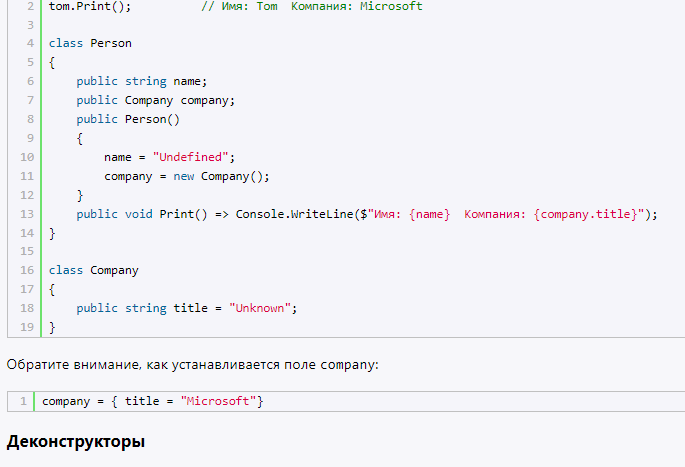 2 tom.Print();          // Имя: Tom  Компания: Microsoft
3
4 class Person
5 {
6     public string name;
7     public Company company;
8     public Person()
9     {
10         name = "Undefined";
11         company = new Company();
12     }
13     public void Print() => Console.WriteLine($"Имя: {name}  Компания: {company.title}");
14 }
15
16 class Company
17 {
18     public string title = "Unknown";
19 }
Обратите внимание, как устанавливается поле company:
1 company = { title = "Microsoft"}
Деконструкторы